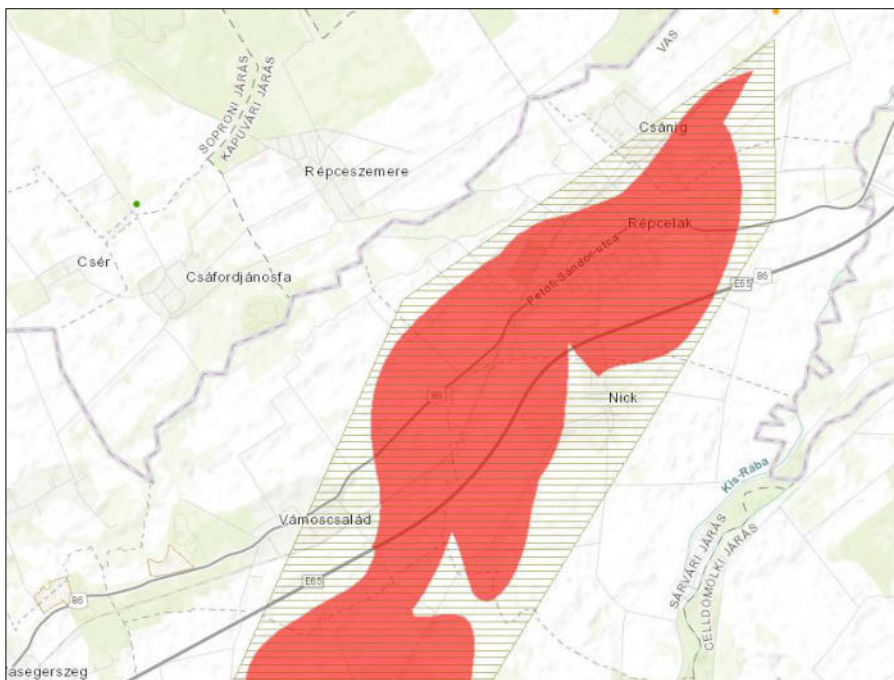 VAS
SOPRONI JÁRÁS
KAPUVÁRI JÁRÁS
Csánig
Répceszemere
Répcelak
Petőfi-Sándor-utca
Csér
Csáfordjánosfa
E65
86
86
Nick
Kis-Rába
Vámoscsalád
SÁRVÁRI JÁRÁS
CELLDÖMÖLKI JÁRÁS
E65
86
asegerszeg